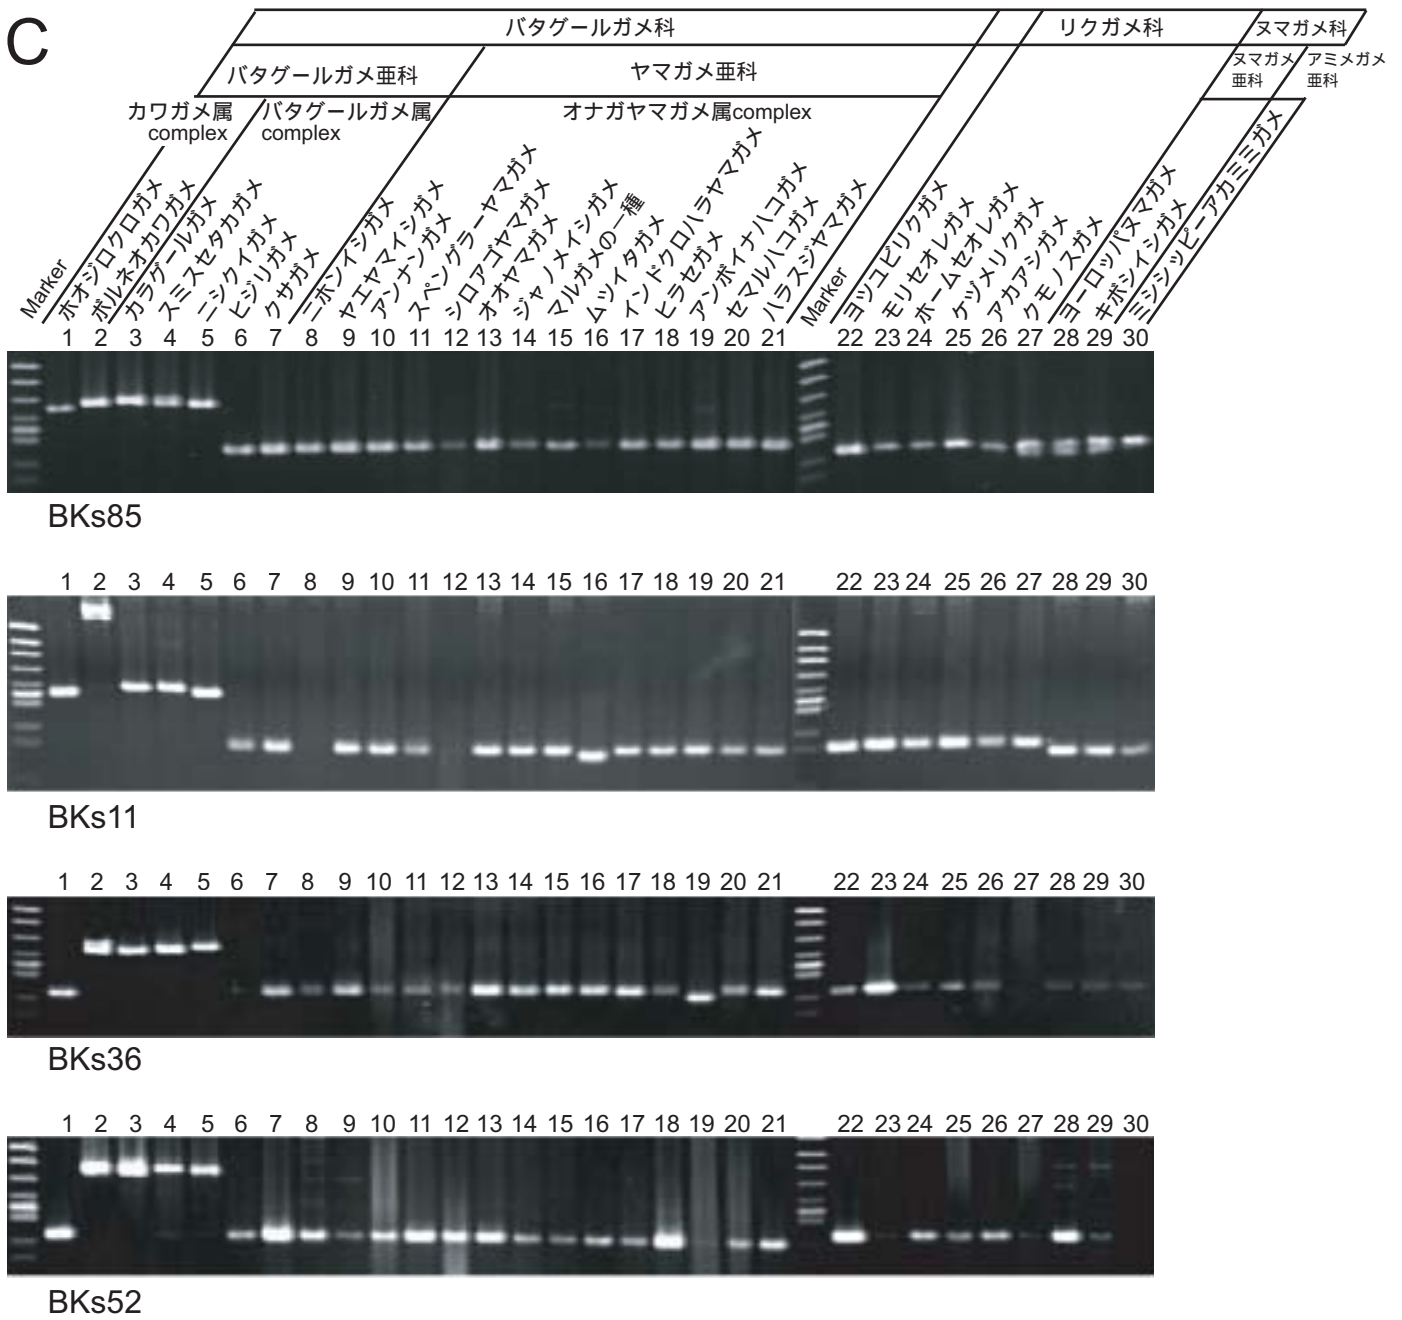 C
バタグールガメ科
リクガメ科
ヌマガメ科
バタグールガメ亜科
ヤマガメ亜科
ヌマガメ
亜科
アミメガメ
亜科
カワガメ属
complex
バタグールガメ属
complex
オナガヤマガメ属complex
Marker
ホオジロクロガメ
ボルネオカワガメ
カラグールガメ
スミスセタカガメ
ニシクイガメ
ヒジリガメ
クサガメ
ニホンイシガメ
ヤエヤマイシガメ
アンナンガメ
スペングラーヤマガメ
シロアゴヤマガメ
オオヤマガメ
ジャノメイシガメ
マルガメの一種
ムツイタガメ
インドクロハラヤマガメ
ヒラセガメ
アンボイナハコガメ
セマルハコガメ
ハラスジヤマガメ
Marker
ヨツユビリクガメ
モリセオレガメ
ホームセオレガメ
ケヅメリクガメ
アカアシガメ
クモノスガメ
ヨーロッパヌマガメ
キボシイシガメ
ミシシッピーアカミミガメ
1 2 3 4 5 6 7 8 9 10 11 12 13 14 15 16 17 18 19 20 21 22 23 24 25 26 27 28 29 30
BKs85
1 2 3 4 5 6 7 8 9 10 11 12 13 14 15 16 17 18 19 20 21 22 23 24 25 26 27 28 29 30
BKs11
1 2 3 4 5 6 7 8 9 10 11 12 13 14 15 16 17 18 19 20 21 22 23 24 25 26 27 28 29 30
BKs36
1 2 3 4 5 6 7 8 9 10 11 12 13 14 15 16 17 18 19 20 21 22 23 24 25 26 27 28 29 30
BKs52